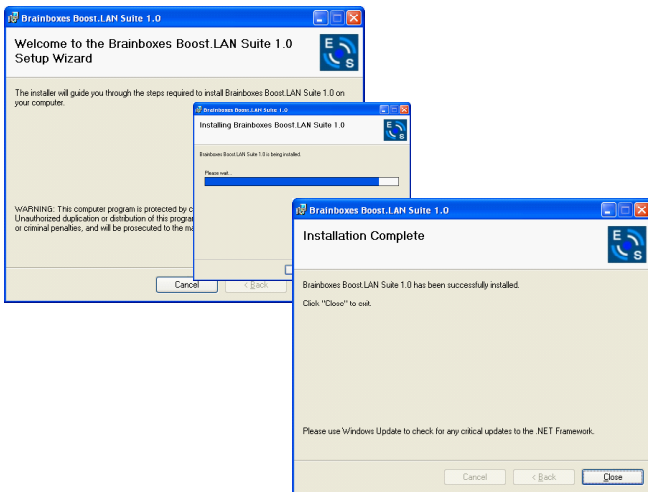 Brainboxes Boost.LAN Suite 1.0
Welcome to the Brainboxes Boost.LAN Suite 1.0
Setup Wizard
E
S
The installer will guide you through the steps required to install Brainboxes Boost.LAN Suite 1.0 on
your computer.
WARNING: This computer program is protected by c
Unauthorized duplication or distribution of this program
or criminal penalties, and will be prosecuted to the ma
Cancel
< Back
Brainboxes Boost.LAN Suite 1.0
Installing Brainboxes Boost.LAN Suite 1.0
E
S
Brainboxes Boost.LAN Suite 1.0 is being installed.
Please wait...
Brainboxes Boost.LAN Suite 1.0
Installation Complete
E
S
Brainboxes Boost.LAN Suite 1.0 has been successfully installed.
Click "Close" to exit.
Please use Windows Update to check for any critical updates to the .NET Framework.
Cancel
< Back
Close